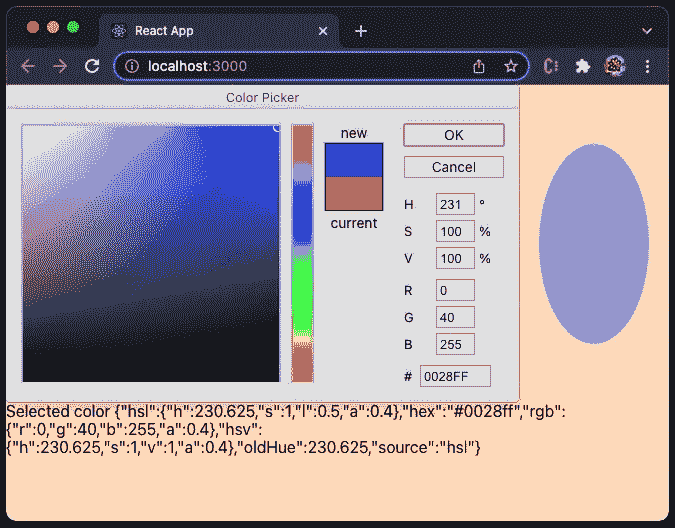 React App
localhost:3000
Color Picker
new
current
OK
Cancel
H 231 °
S 100 %
V 100 %
R 0
G 40
B 255
# 0028FF
Selected color {"hsl":{"h":230.625,"s":1,"l":0.5,"a":0.4},"hex":"#0028ff","rgb":
{"r":0,"g":40,"b":255,"a":0.4},"hsv":
{"h":230.625,"s":1,"v":1,"a":0.4},"oldHue":230.625,"source":"hsl"}